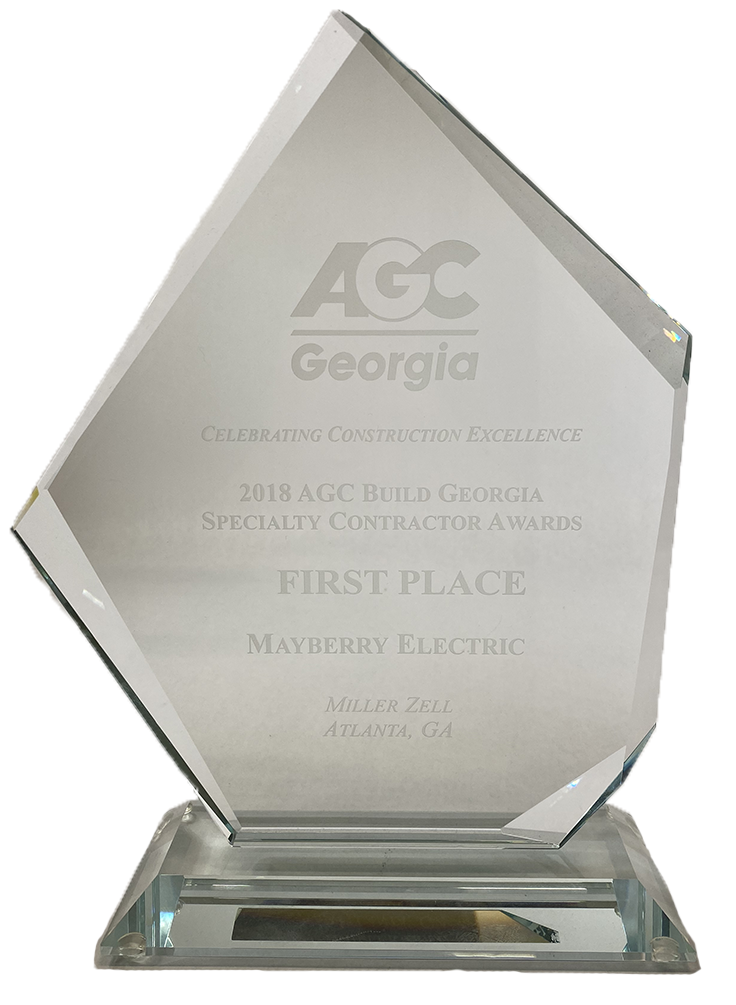 AGC
Georgia
CELEBRATING CONSTRUCTION EXCELLENCE
2018 AGC BUILD GEORGIA
SPECIALTY CONTRACTOR AWARDS
FIRST PLACE
MAYBERRY ELECTRIC
MILLER ZELL
ATLANTA, GA